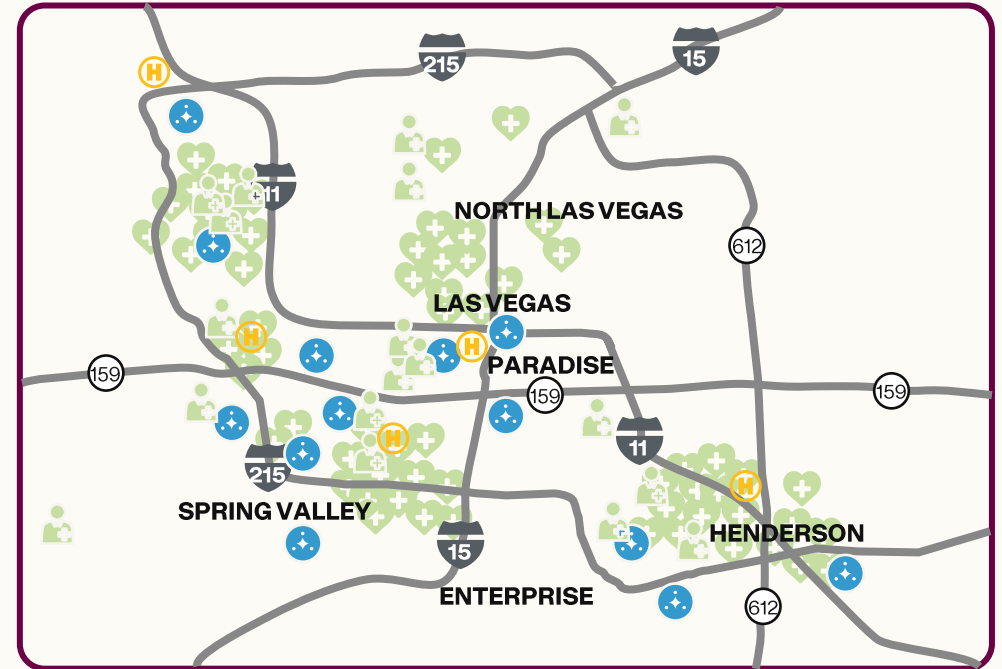 H
215
15
11
NORTH LAS VEGAS
612
LAS VEGAS
H
H
PARADISE
159
159
159
H
11
215
H
SPRING VALLEY
HENDERSON
15
ENTERPRISE
612